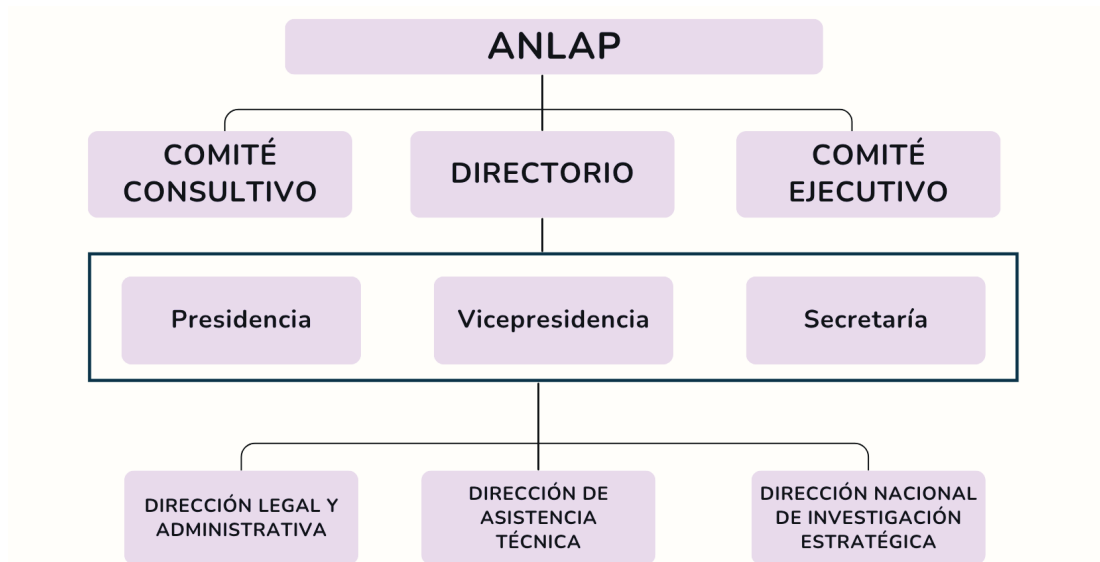 ANLAP
COMITÉ
CONSULTIVO
DIRECTORIO
COMITÉ
EJECUTIVO
Presidencia
Vicepresidencia
Secretaría
DIRECCIÓN LEGAL Y
ADMINISTRATIVA
DIRECCIÓN DE
ASISTENCIA
TÉCNICA
DIRECCIÓN NACIONAL
DE INVESTIGACIÓN
ESTRATÉGICA